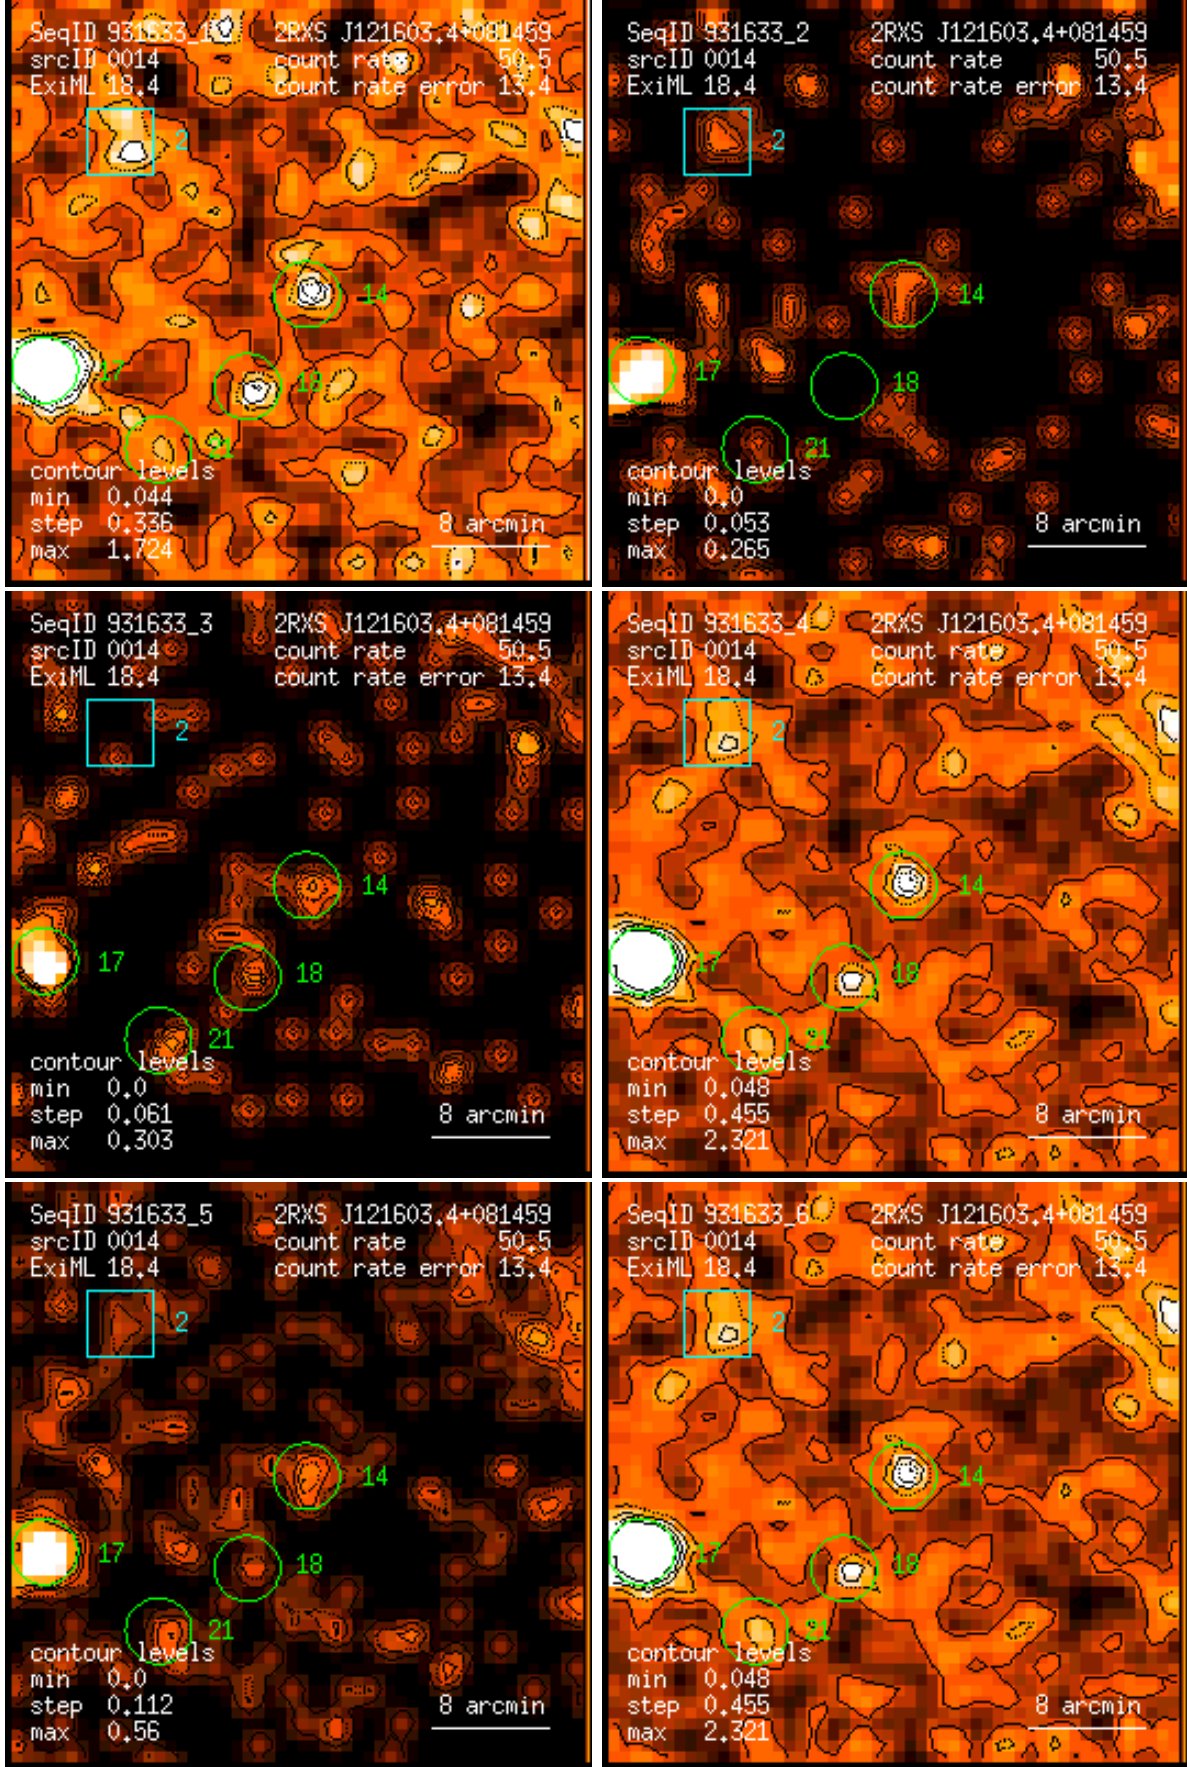 SeqID 931633_1 2RXS J121603.4+081459
srcID 0014 count rate 50.5
ExiML 18.4 count rate error 13.4
2
14
17
18
21
contour levels
min 0.044
step 0.336 8 arcmin
max 1.724
SeqID 931633_2 2RXS J121603.4+081459
srcID 0014 count rate 50.5
ExiML 18.4 count rate error 13.4
2
14
17
18
21
contour levels
min 0.0
step 0.053 8 arcmin
max 0.265
SeqID 931633_3 2RXS J121603.4+081459
srcID 0014 count rate 50.5
ExiML 18.4 count rate error 13.4
2
14
17
18
21
contour levels
min 0.0
step 0.061 8 arcmin
max 0.303
SeqID 931633_4 2RXS J121603.4+081459
srcID 0014 count rate 50.5
ExiML 18.4 count rate error 13.4
2
14
17
18
21
contour levels
min 0.048
step 0.455 8 arcmin
max 2.321
SeqID 931633_5 2RXS J121603.4+081459
srcID 0014 count rate 50.5
ExiML 18.4 count rate error 13.4
2
14
17
18
21
contour levels
min 0.0
step 0.112 8 arcmin
max 0.56
SeqID 931633_6 2RXS J121603.4+081459
srcID 0014 count rate 50.5
ExiML 18.4 count rate error 13.4
2
14
17
18
21
contour levels
min 0.048
step 0.455 8 arcmin
max 2.321